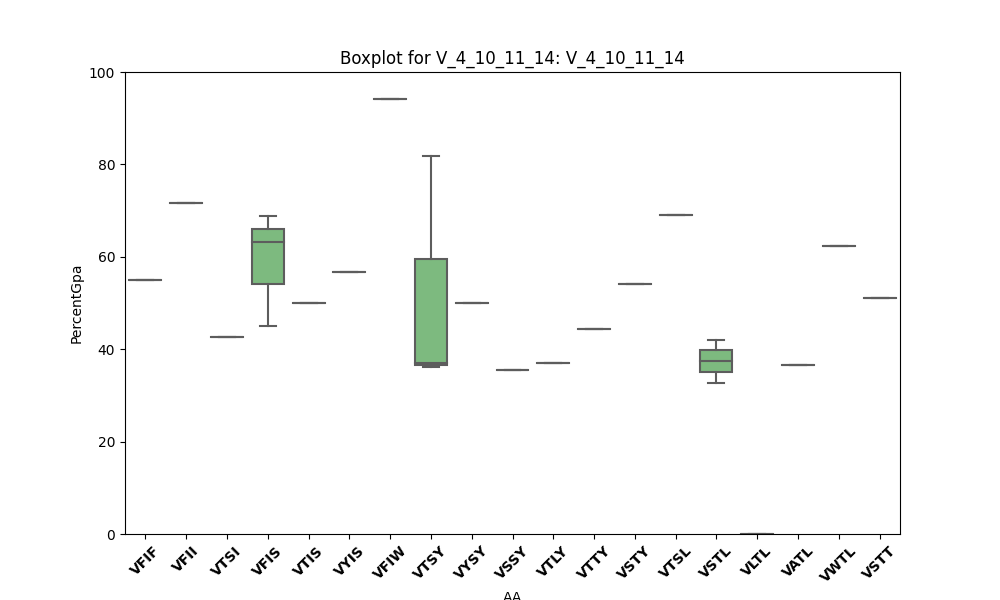 Boxplot for V_4_10_11_14: V_4_10_11_14
100
80
60
40
20
0
PercentGpa
VFIF VFII VTSI VFIS VTIS VYIS VFIW VTSY VYSY VSSY VTLY VTTY VSTY VTSL VSTL VLTL VATL VWTL VSTT
AA